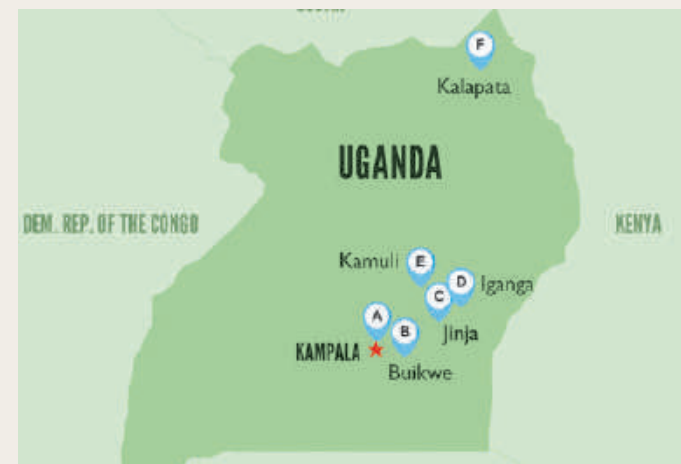 F
Kalapata
UGANDA
DEM. REP. OF THE CONGO
KENYA
Kamuli
E
D
Iganga
C
Jinja
A
B
KAMPALA
Buikwe